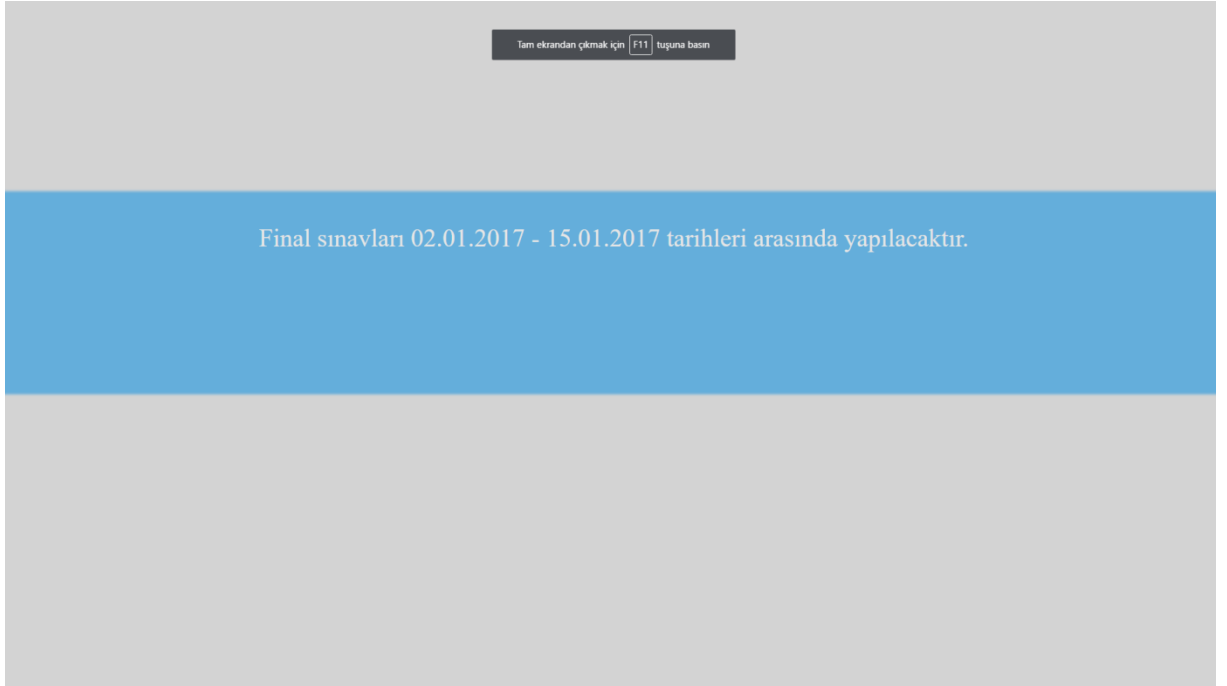 Tam ekrandan çıkmak için F11 tuşuna basın
Final sınavları 02.01.2017 - 15.01.2017 tarihleri arasında yapılacaktır.